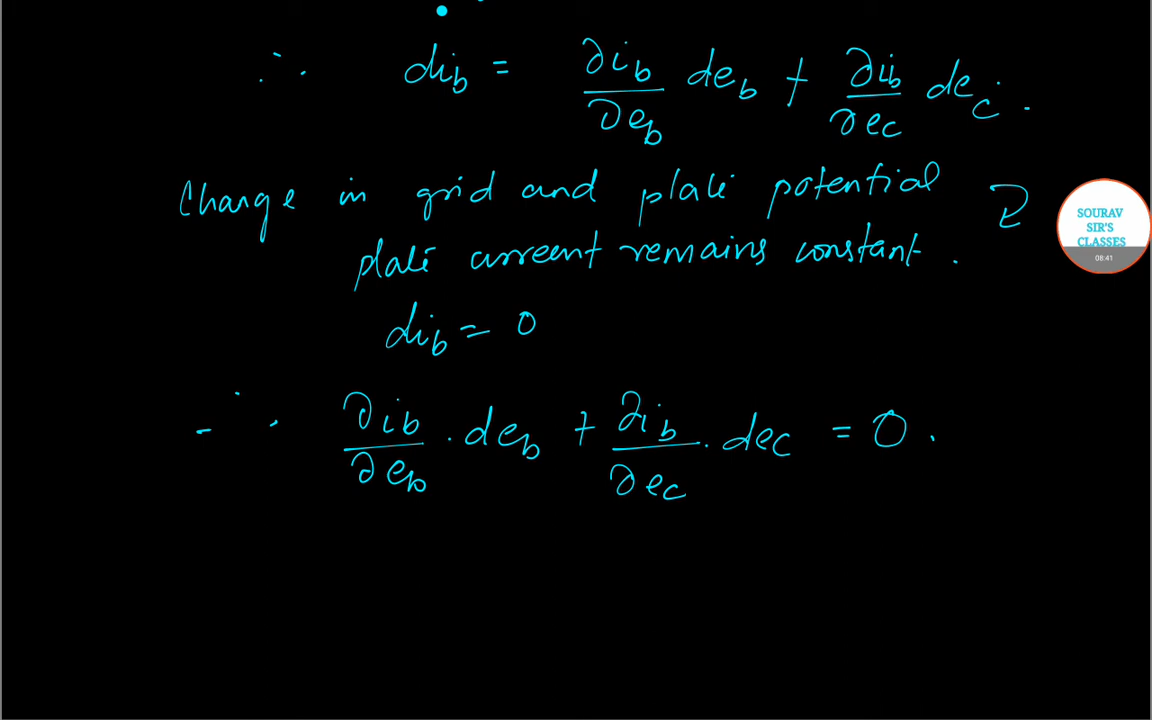 ∴ dib = ∂ib/∂eb deb + ∂ib/∂ec dec.
Change in grid and plate potential
plate curreent remains constant.
dib = 0
∴ ∂ib/∂eb · deb + ∂ib/∂ec · dec = 0.
SOURAV
SIR'S
CLASSES
08:41